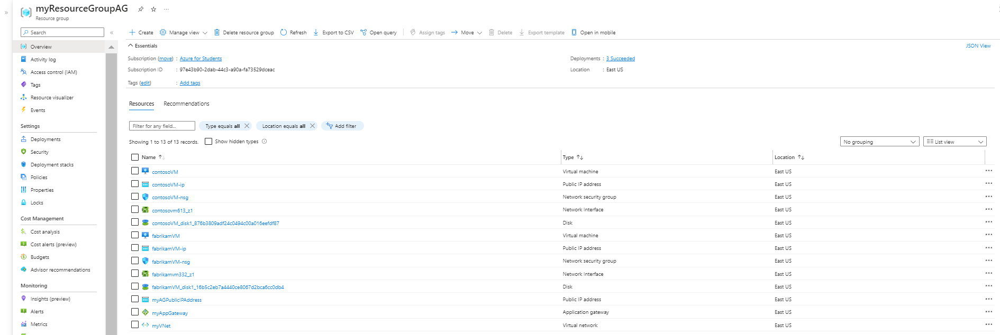 myResourceGroupAG
Resource group
Search
Create Manage view Delete resource group Refresh Export to CSV Open query Assign tags Move Delete Export template Open in mobile
Overview
Activity log
Access control (IAM)
Tags
Resource visualizer
Events
Settings
Deployments
Security
Deployment stacks
Policies
Properties
Locks
Cost Management
Cost analysis
Cost alerts (preview)
Budgets
Advisor recommendations
Monitoring
Insights (preview)
Alerts
Metrics
Essentials
JSON View
Subscription (move) : Azure for Students
Deployments : 3 Succeeded
Subscription ID : 97e43b90-2dab-44c3-a90a-fa73529dceac
Location : East US
Tags (edit) : Add tags
Resources Recommendations
Filter for any field... Type equals all Location equals all Add filter
Showing 1 to 13 of 13 records. Show hidden types No grouping List view
Name Type Location
contosoVM Virtual machine East US
contosoVM-ip Public IP address East US
contosoVM-nsg Network security group East US
contosovm613_z1 Network Interface East US
contosoVM_disk1_876b3809adf24c0494c00a016eefdf87 Disk East US
fabrikamVM Virtual machine East US
fabrikamVM-ip Public IP address East US
fabrikamVM-nsg Network security group East US
fabrikamvm332_z1 Network Interface East US
fabrikamVM_disk1_16b5c2eb7a4440ce8067d2bca6cc0db4 Disk East US
myAGPublicIPAddress Public IP address East US
myAppGateway Application gateway East US
myVNet Virtual network East US